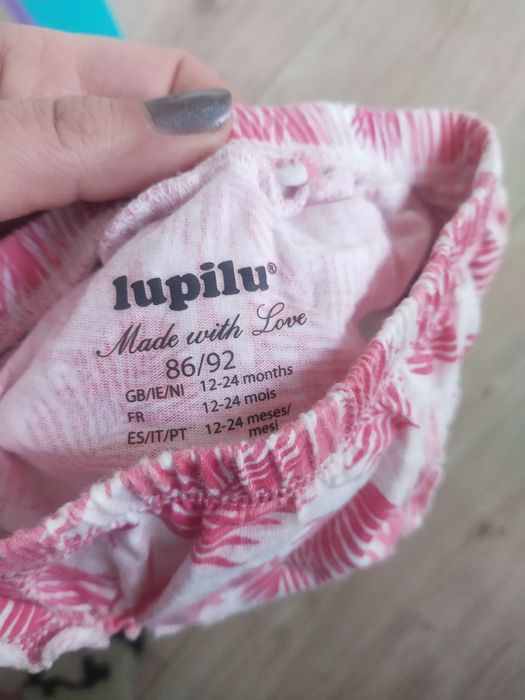 lupilu®
Made with Love
86/92
GB/IE/NI 12-24 months
FR 12-24 mois
ES/IT/PT 12-24 meses/
mesi